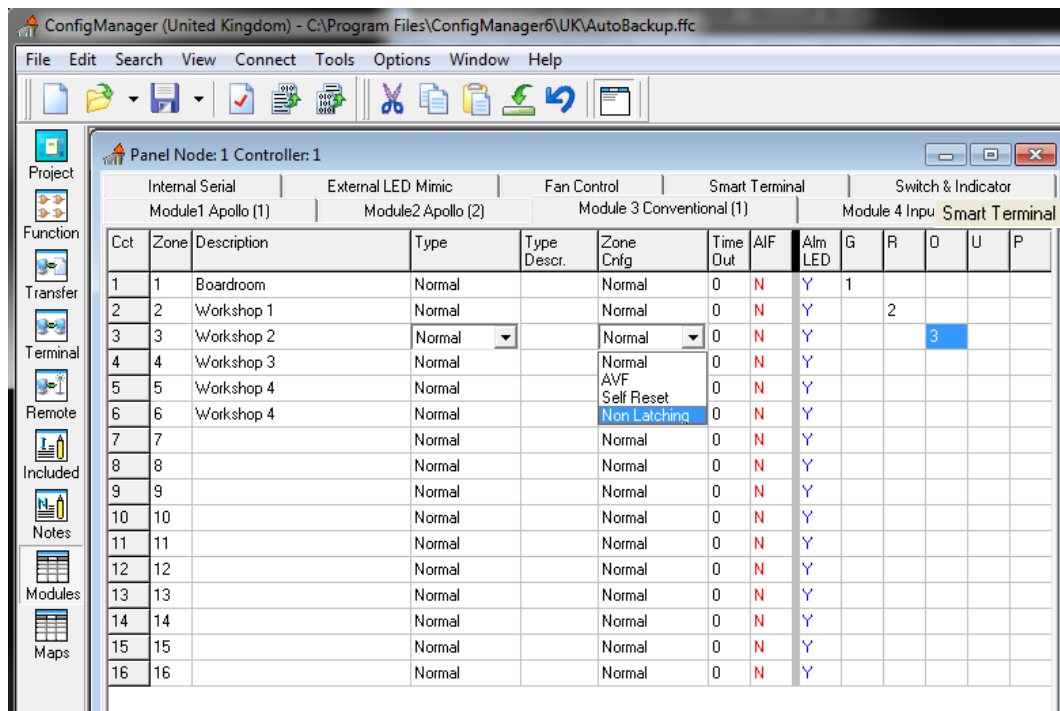 ConfigManager (United Kingdom) - C:\Program Files\ConfigManager6\UK\AutoBackup.ffc
File Edit Search View Connect Tools Options Window Help
Project
Function
Transfer
Terminal
Remote
Included
Notes
Modules
Maps
Panel Node: 1 Controller: 1
Internal Serial External LED Mimic Fan Control Smart Terminal Switch & Indicator
Module1 Apollo (1) Module2 Apollo (2) Module 3 Conventional (1) Module 4 Inpu Smart Terminal
Cct Zone Description Type Type Descr. Zone Cnfg Time Out AIF Alm LED G R O U P
1 1 Boardroom Normal Normal 0 N Y 1
2 2 Workshop 1 Normal Normal 0 N Y 2
3 3 Workshop 2 Normal Normal 0 N Y 3
4 4 Workshop 3 Normal Normal 0 N Y
AVF
5 5 Workshop 4 Normal Self Reset 0 N Y
6 6 Workshop 4 Normal Non Latching 0 N Y
7 7 Normal Normal 0 N Y
8 8 Normal Normal 0 N Y
9 9 Normal Normal 0 N Y
10 10 Normal Normal 0 N Y
11 11 Normal Normal 0 N Y
12 12 Normal Normal 0 N Y
13 13 Normal Normal 0 N Y
14 14 Normal Normal 0 N Y
15 15 Normal Normal 0 N Y
16 16 Normal Normal 0 N Y